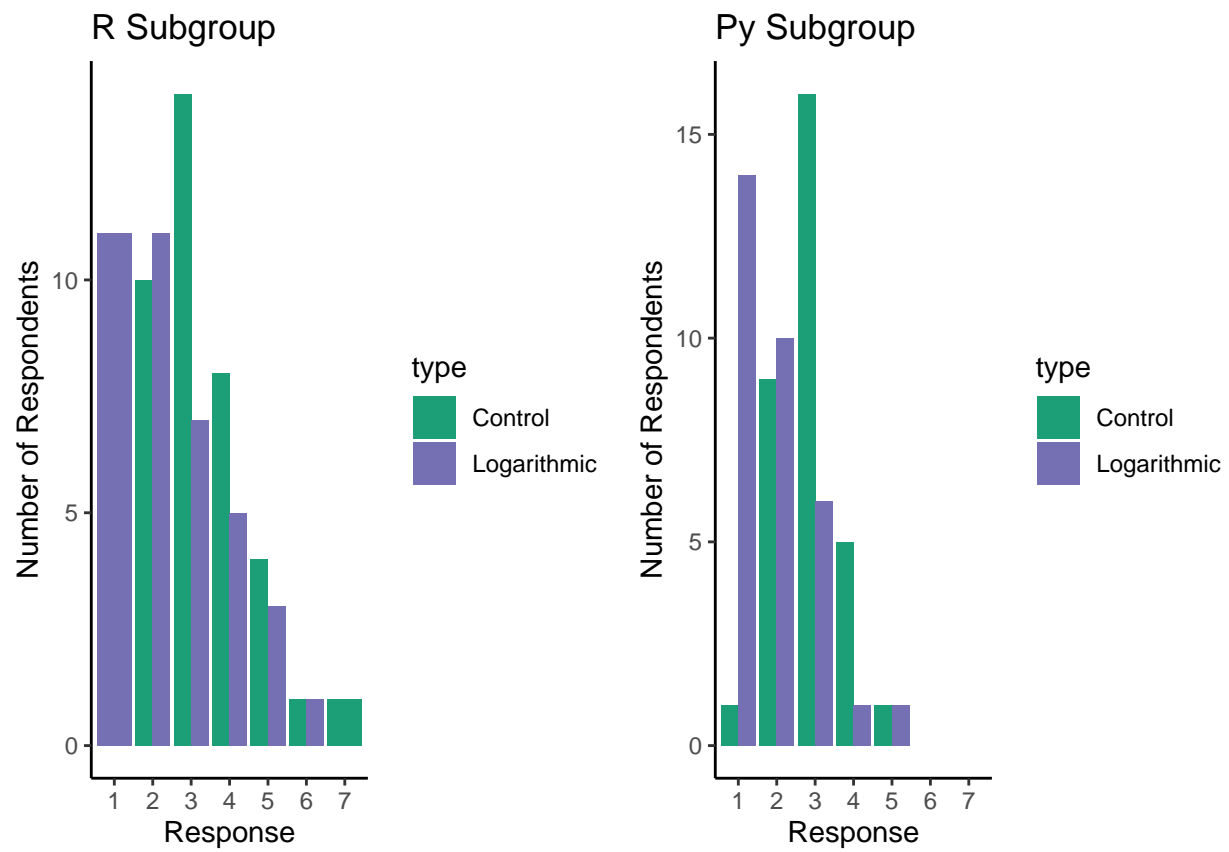 R Subgroup
Number of Respondents
10
5
0
1 2 3 4 5 6 7
Response
type
Control
Logarithmic
Py Subgroup
Number of Respondents
15
10
5
0
1 2 3 4 5 6 7
Response
type
Control
Logarithmic